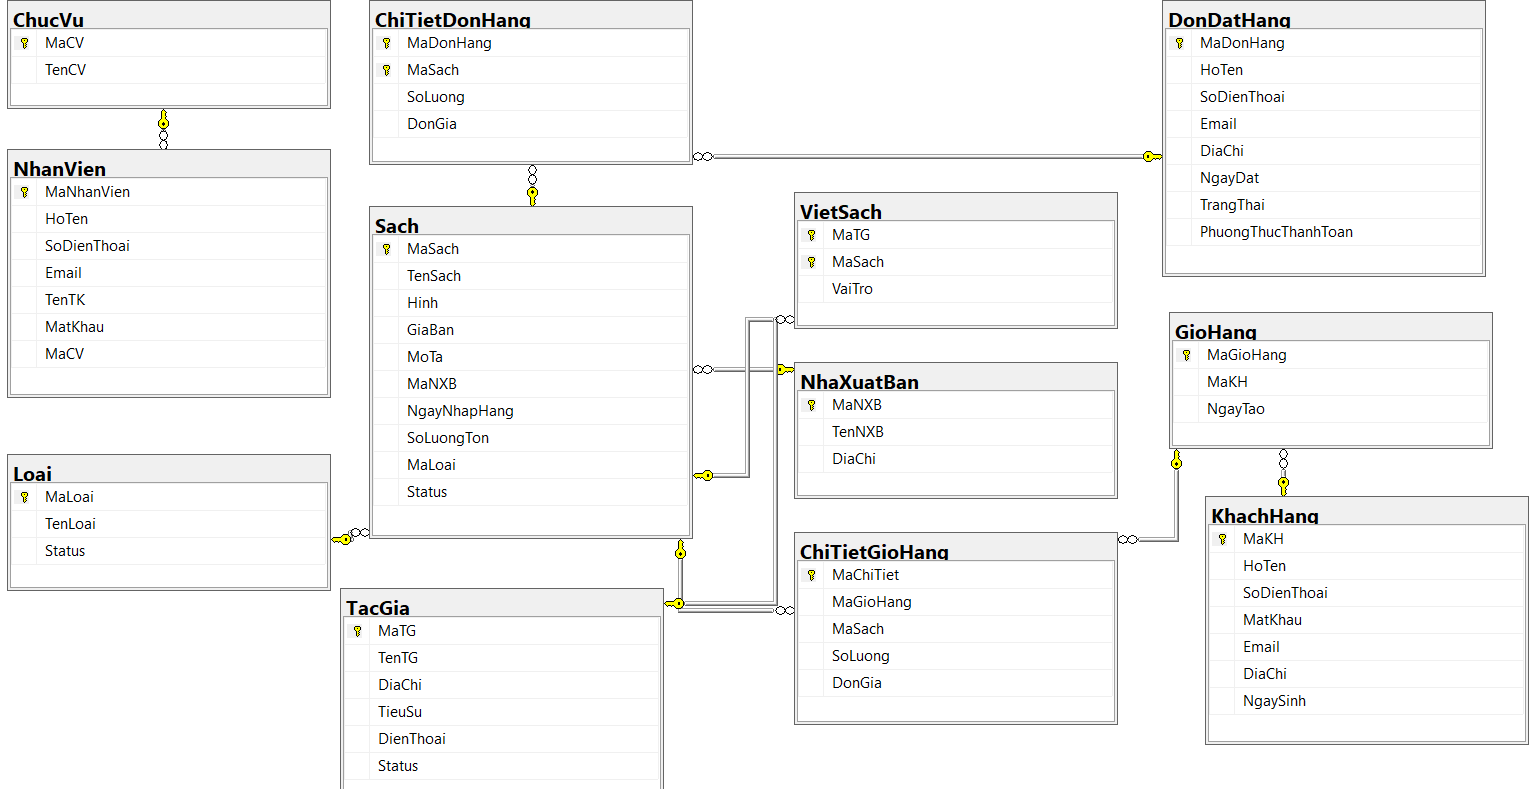 ChucVu
MaCV
TenCV
NhanVien
MaNhanVien
HoTen
SoDienThoai
Email
TenTK
MatKhau
MaCV
Loai
MaLoai
TenLoai
Status
ChiTietDonHang
MaDonHang
MaSach
SoLuong
DonGia
Sach
MaSach
TenSach
Hinh
GiaBan
MoTa
MaNXB
NgayNhapHang
SoLuongTon
MaLoai
Status
TacGia
MaTG
TenTG
DiaChi
TieuSu
DienThoai
Status
VietSach
MaTG
MaSach
VaiTro
NhaXuatBan
MaNXB
TenNXB
DiaChi
ChiTietGioHang
MaChiTiet
MaGioHang
MaSach
SoLuong
DonGia
DonDatHang
MaDonHang
HoTen
SoDienThoai
Email
DiaChi
NgayDat
TrangThai
PhuongThucThanhToan
GioHang
MaGioHang
MaKH
NgayTao
KhachHang
MaKH
HoTen
SoDienThoai
MatKhau
Email
DiaChi
NgaySinh